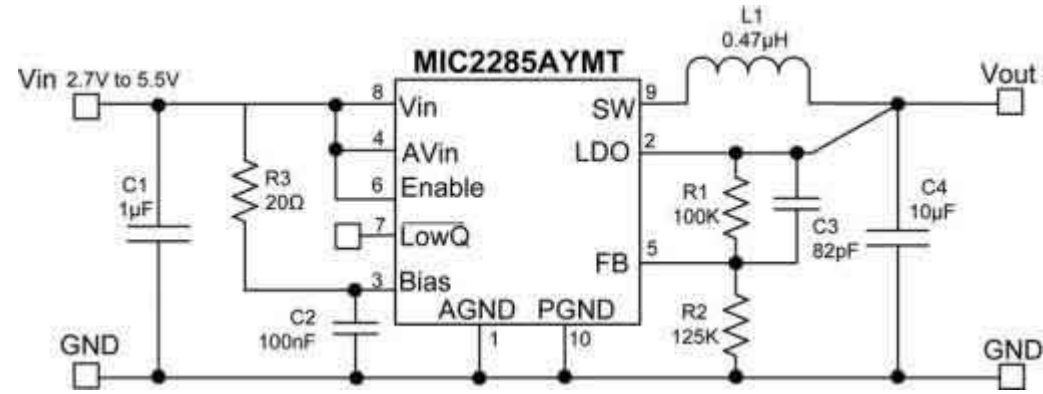 L1
0.47µH
MIC2285AYMT
Vin 2.7V to 5.5V
Vout
8 Vin
SW 9
4 AVin
LDO 2
6 Enable
7 LowQ
FB 5
3 Bias
AGND PGND
1 10
C1
1µF
R3
20Ω
C2
100nF
R1
100K
C3
82pF
C4
10µF
R2
125K
GND
GND